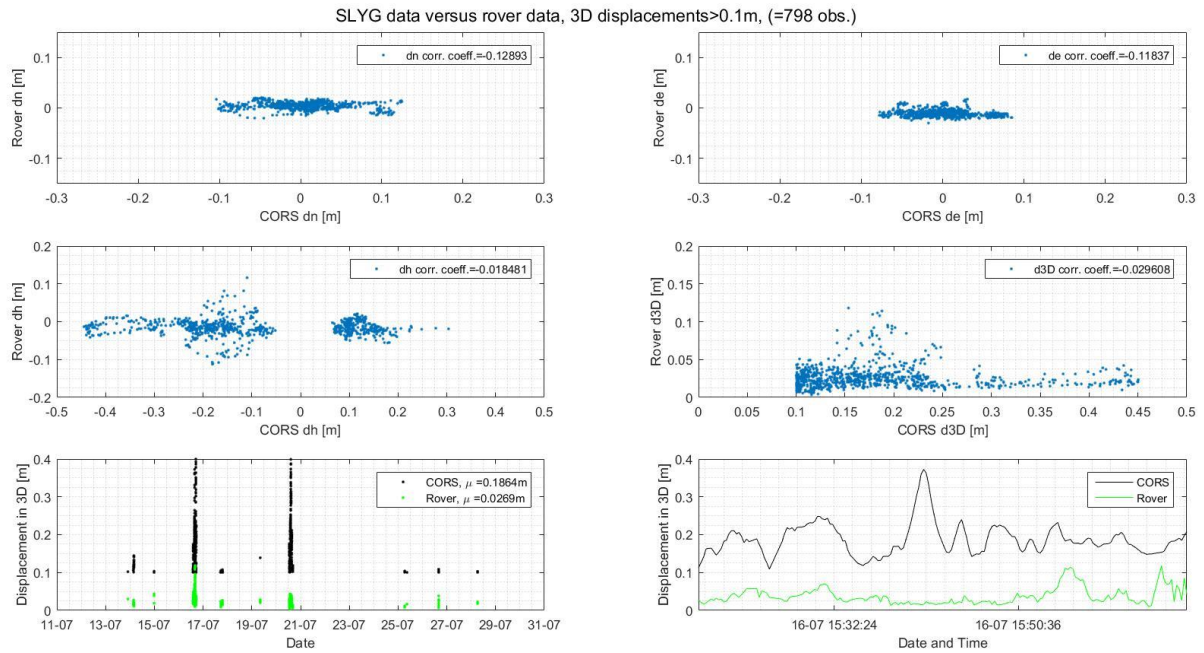 SLYG data versus rover data, 3D displacements>0.1m, (=798 obs.)
0.1
0
-0.1
Rover dn [m]
dn corr. coeff.=-0.12893
-0.3 -0.2 -0.1 0 0.1 0.2 0.3
CORS dn [m]
0.1
0
-0.1
Rover de [m]
de corr. coeff.=-0.11837
-0.3 -0.2 -0.1 0 0.1 0.2 0.3
CORS de [m]
0.2
0.1
0
-0.1
-0.2
Rover dh [m]
dh corr. coeff.=-0.018481
-0.5 -0.4 -0.3 -0.2 -0.1 0 0.1 0.2 0.3 0.4 0.5
CORS dh [m]
0.2
0.15
0.1
0.05
0
Rover d3D [m]
d3D corr. coeff.=-0.029608
0 0.05 0.1 0.15 0.2 0.25 0.3 0.35 0.4 0.45 0.5
CORS d3D [m]
0.4
0.3
0.2
0.1
0
Displacement in 3D [m]
CORS, μ =0.1864m
Rover, μ =0.0269m
11-07 13-07 15-07 17-07 19-07 21-07 23-07 25-07 27-07 29-07 31-07
Date
0.4
0.3
0.2
0.1
0
Displacement in 3D [m]
CORS
Rover
16-07 15:32:24 16-07 15:50:36
Date and Time